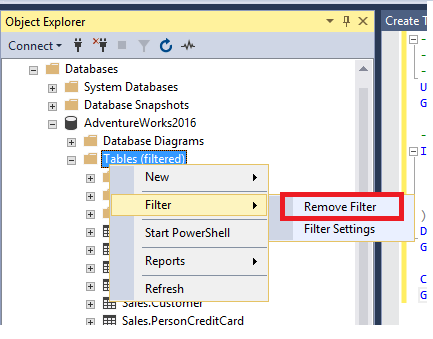 Object Explorer
Create T
Connect
Databases
System Databases
Database Snapshots
AdventureWorks2016
Database Diagrams
Tables (filtered)
New
Filter
Remove Filter
Filter Settings
Start PowerShell
Reports
Refresh
Sales.Customer
Sales.PersonCreditCard
U
G
I
)
D
G
C
G